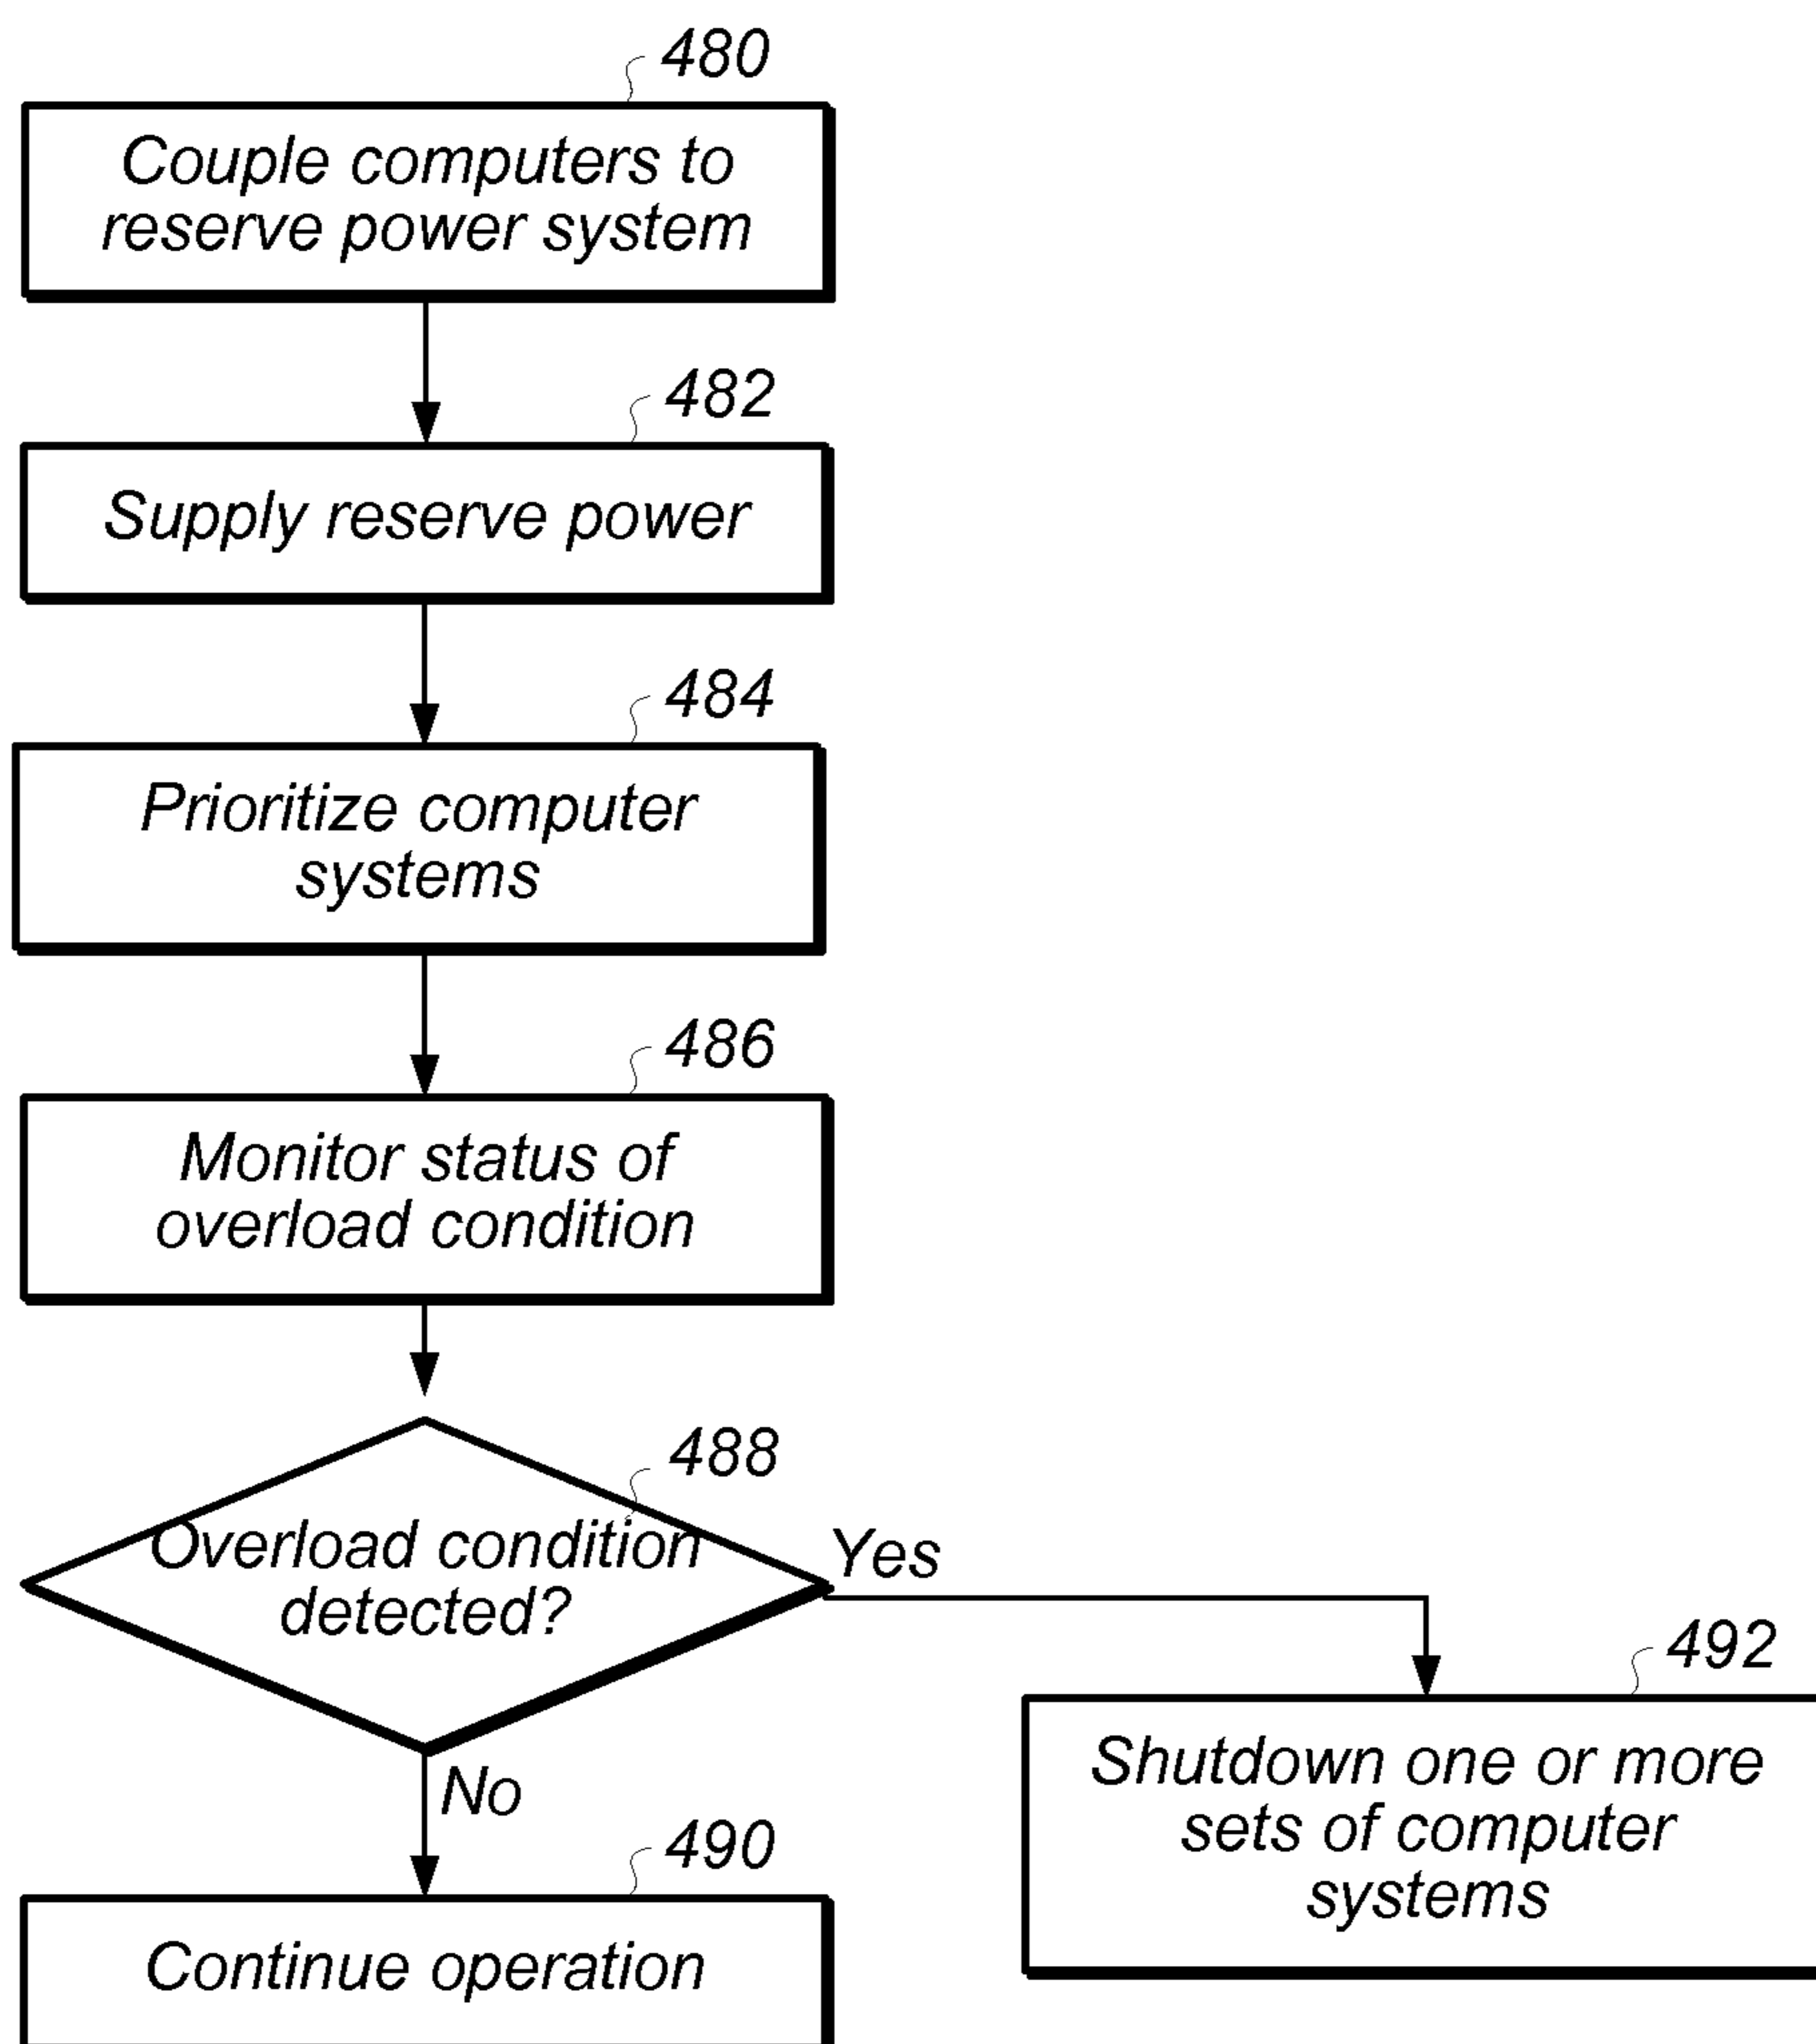 480
Couple computers to
reserve power system
482
Supply reserve power
484
Prioritize computer
systems
486
Monitor status of
overload condition
488
Overload condition
detected?
Yes
No
492
Shutdown one or more
sets of computer
systems
490
Continue operation